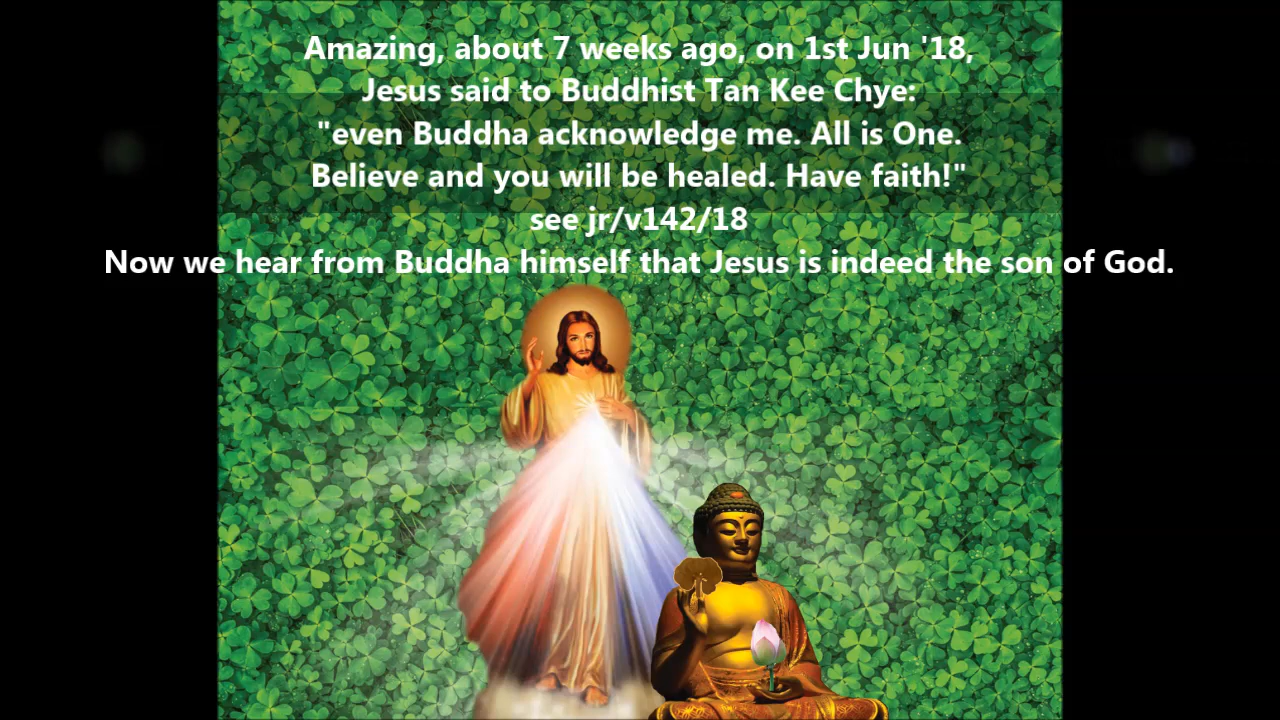 Amazing, about 7 weeks ago, on 1st Jun '18,
Jesus said to Buddhist Tan Kee Chye:
"even Buddha acknowledge me. All is One.
Believe and you will be healed. Have faith!"
see jr/v142/18
Now we hear from Buddha himself that Jesus is indeed the son of God.